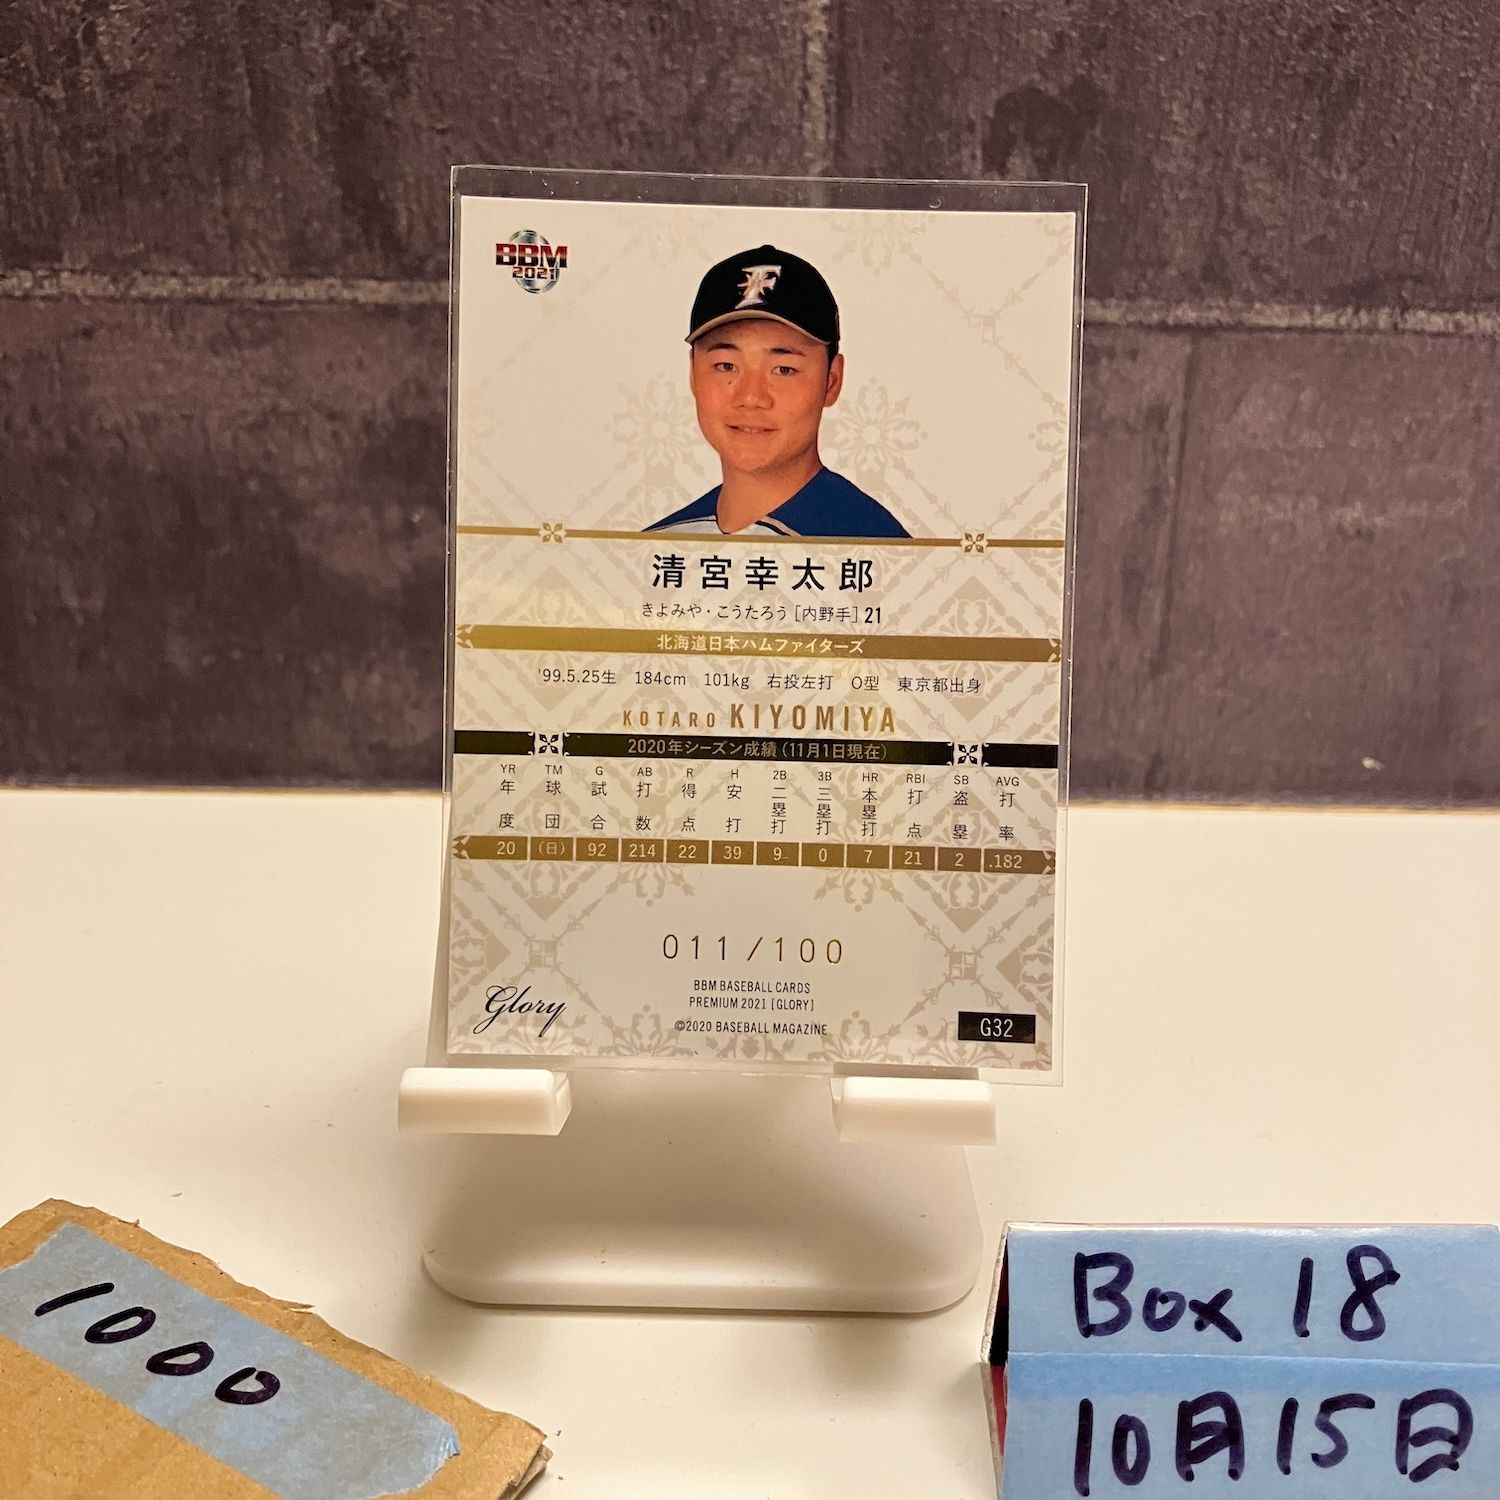 BBM
2021
F
清宮幸太郎
きよみや・こうたろう [内野手] 21
北海道日本ハムファイターズ
'99.5.25生 184cm 101kg 右投左打 O型 東京都出身
KOTARO KIYOMIYA
2020年シーズン成績 (11月1日現在)
YR TM G AB R H 2B 3B HR RBI SB AVG
年度 球団 試合 打数 得点 安打 二塁打 三塁打 本塁打 打点 盗塁 打率
20 (日) 92 214 22 39 9 0 7 21 2 .182
011/100
BBM BASEBALL CARDS
PREMIUM 2021 [GLORY]
©2020 BASEBALL MAGAZINE
Glory
G32
1000
Box 18
10月15日